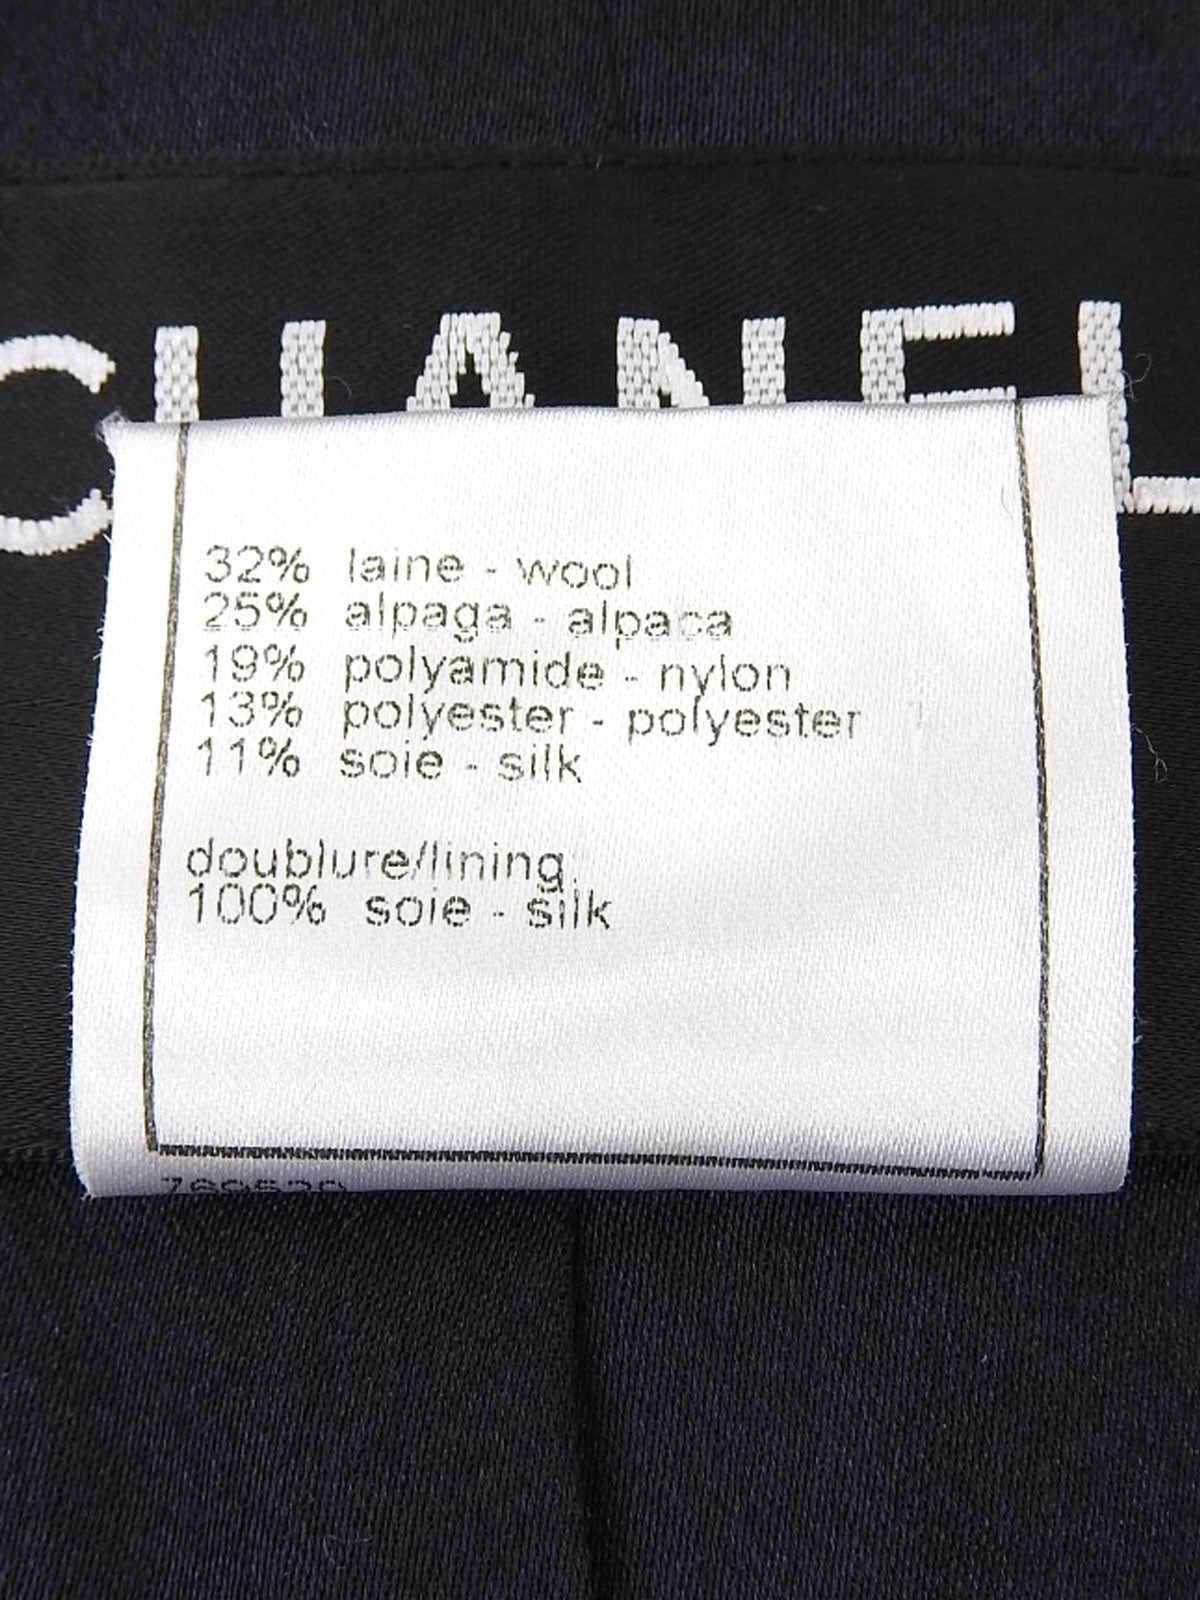 CHANEL
32% laine - wool
25% alpaga - alpaca
19% polyamide - nylon
13% polyester - polyester
11% soie - silk
doublure/lining:
100% soie - silk